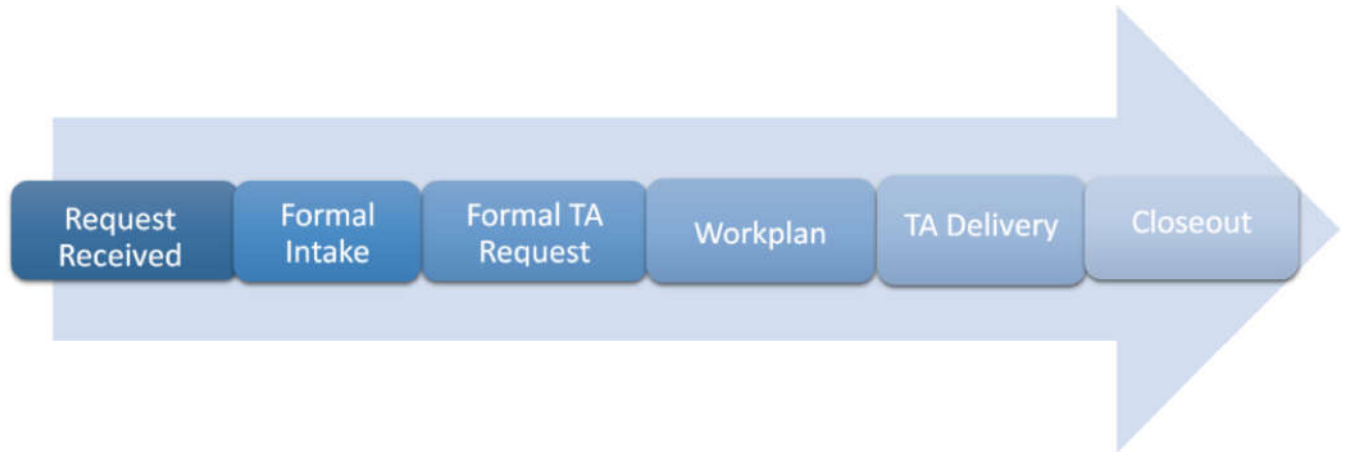 Request
Received
Formal
Intake
Formal TA
Request
Workplan
TA Delivery
Closeout